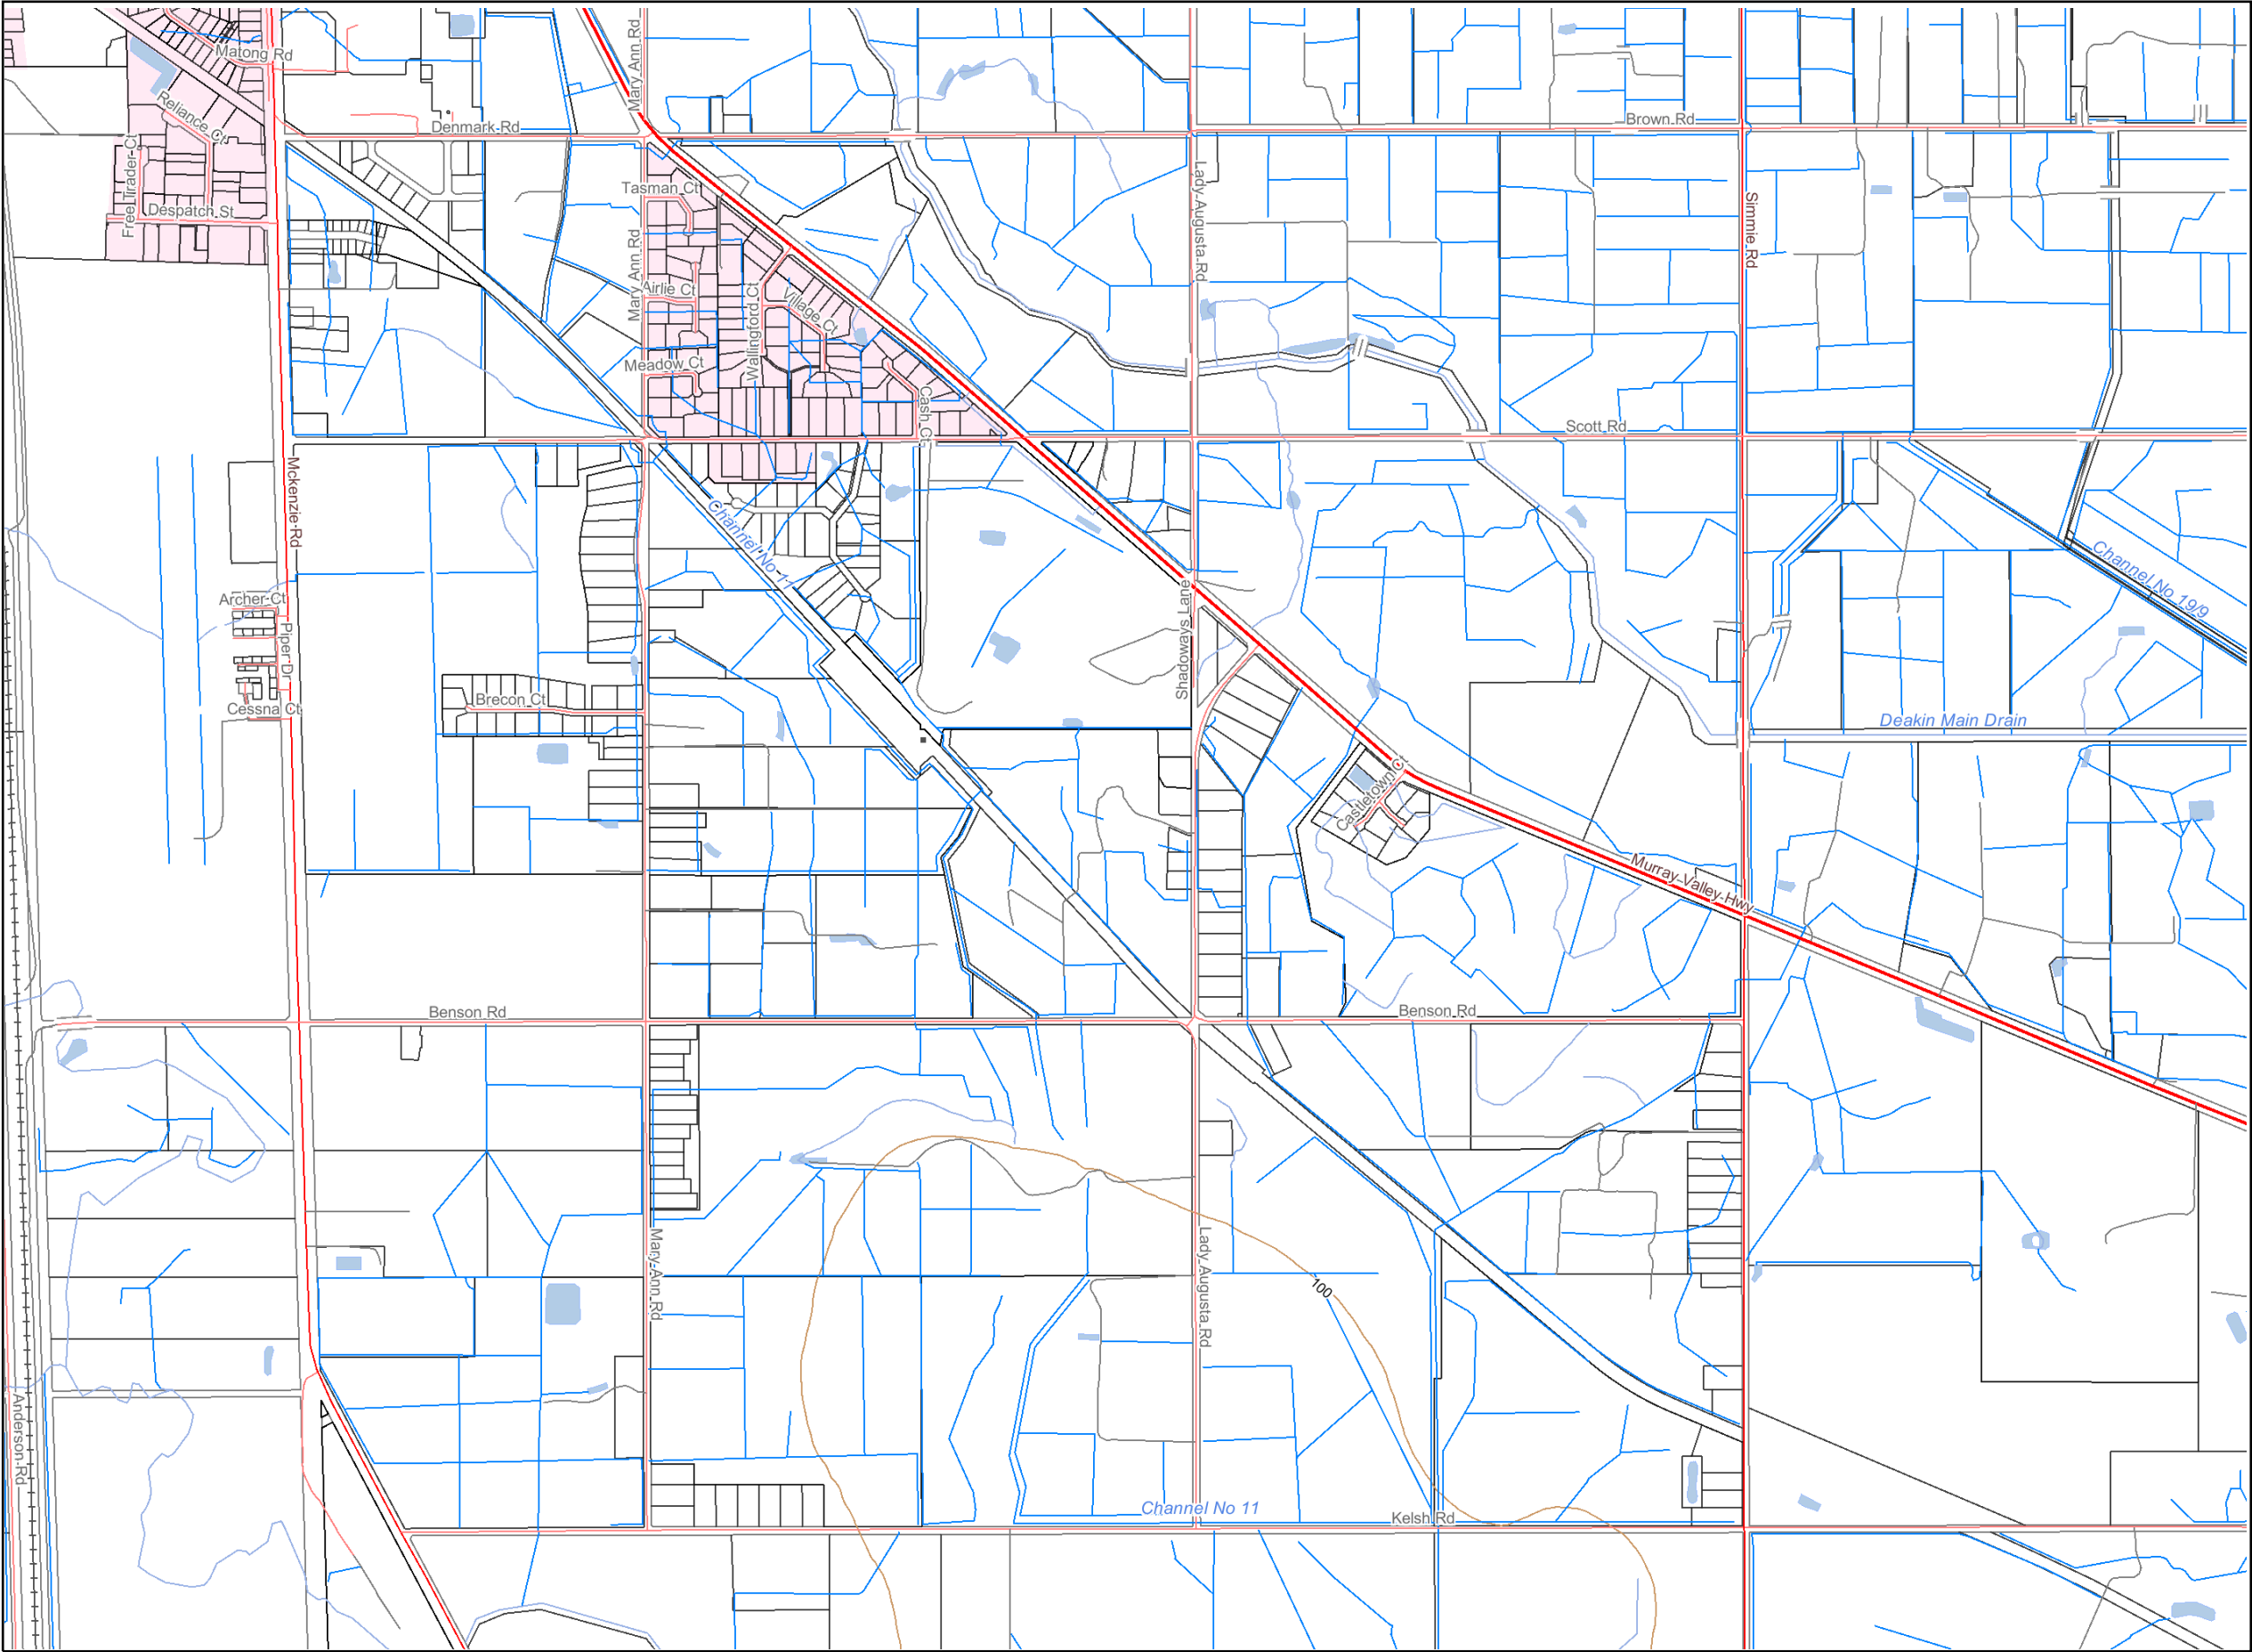 Matong Rd
Mary Ann Rd
Reliance Ct
Denmark Rd
Brown Rd
Free Trader Ct
Tasman Ct
Despatch St
Lady Augusta Rd
Simmie Rd
Mary Ann Rd
Airlie Ct
Wallingford Ct
Village Ct
Meadow Ct
Cash Ct
Scott Rd
Mckenzie Rd
Channel No 11
Channel No 19/9
Archer Ct
Piper Dr
Shadoways Lane
Cessna Ct
Brecon Ct
Deakin Main Drain
Castletown Ct
Murray Valley Hwy
Benson Rd
Benson Rd
Mary Ann Rd
Lady Augusta Rd
100
Anderson Rd
Channel No 11
Kelsh Rd